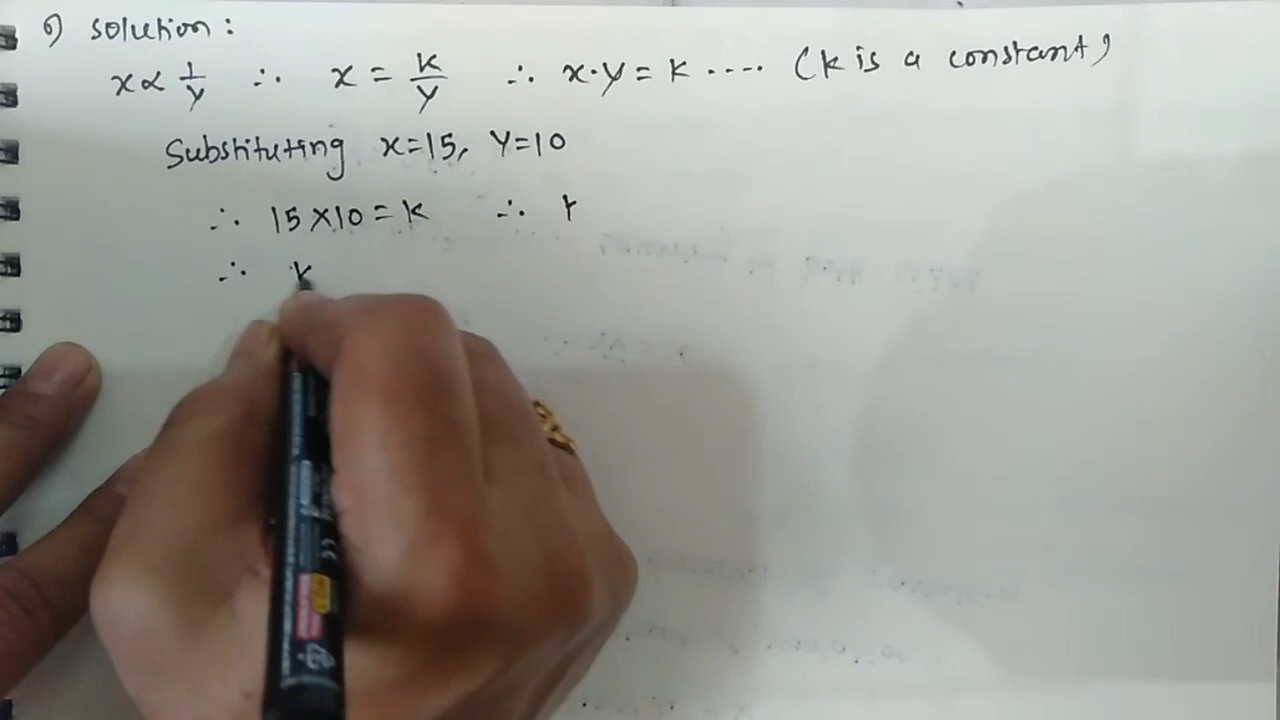 6) solution:
x ∝ 1/y ∴ x = k/y ∴ x·y = k .... (k is a constant)
Substituting x=15, y=10
∴ 15×10 = k ∴
∴ k